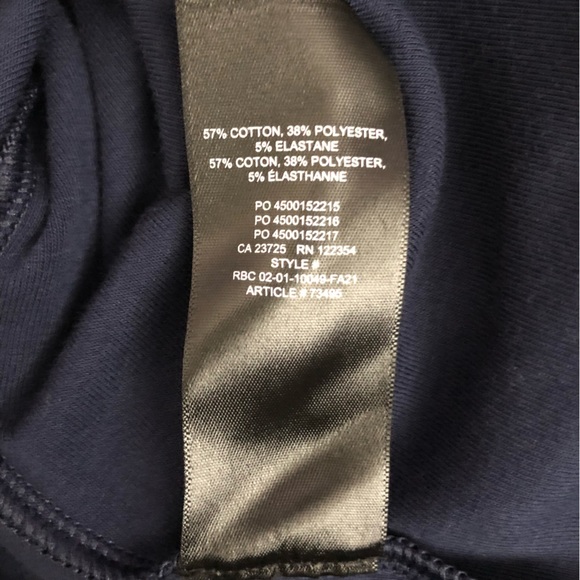 57% COTTON, 38% POLYESTER,
5% ELASTANE
57% COTON, 38% POLYESTER,
5% ÉLASTHANNE
PO 4500152215
PO 4500152216
PO 4500152217
CA 23725 RN 122354
STYLE #
RBC 02-01-10049-FA21
ARTICLE # 73495